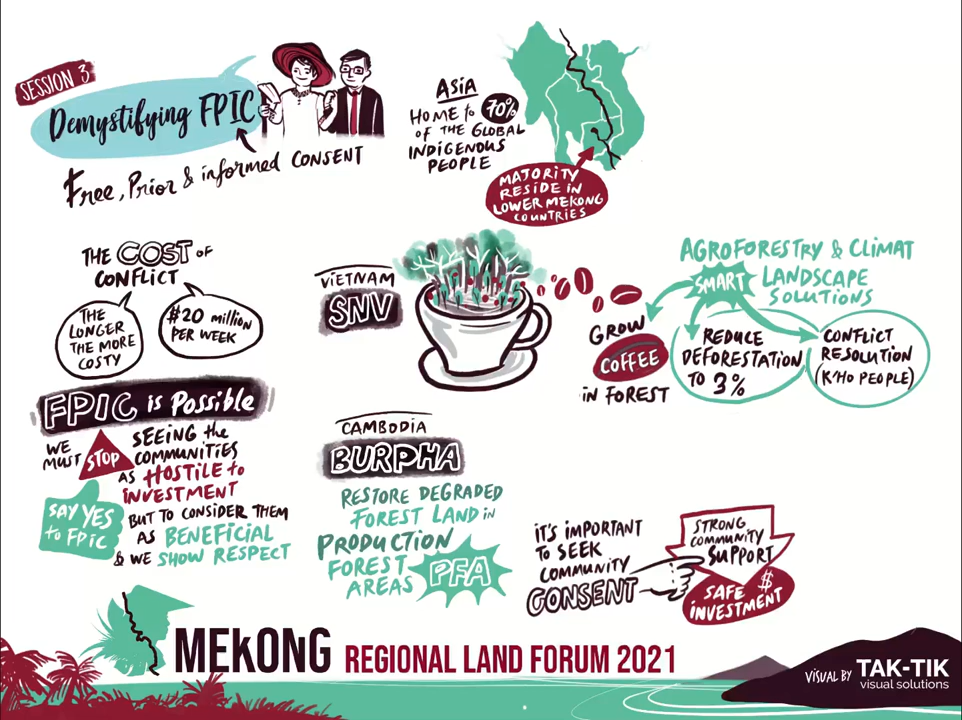 SESSION 3
Demystifying FPIC
Free, Prior & informed CONSENT
ASIA
HOME to 70%
OF THE GLOBAL
INDIGENOUS
PEOPLE
MAJORITY
RESIDE IN
LOWER MEKONG
COUNTRIES
THE COST OF
CONFLICT
THE
LONGER
THE MORE
COSTY
$20 million
PER WEEK
FPIC is Possible
WE
MUST STOP
SEEING the
COMMUNITIES
AS HOSTILE to
INVESTMENT
SAY YES
to FPIC
BUT TO CONSIDER THEM
AS BENEFICIAL
& WE SHOW RESPECT
VIETNAM
SNV
AGROFORESTRY & CLIMAT
SMART LANDSCAPE
SOLUTIONS
GROW
COFFEE
IN FOREST
REDUCE
DEFORESTATION
TO 3%
CONFLICT
RESOLUTION
(K'HO PEOPLE)
CAMBODIA
BURPHA
RESTORE DEGRADED
FOREST LAND in
PRODUCTION
FOREST
AREAS PFA
IT'S IMPORTANT
TO SEEK
COMMUNITY
CONSENT
STRONG
COMMUNITY
SUPPORT
$
SAFE
INVESTMENT
MEKONG REGIONAL LAND FORUM 2021
VISUAL BY TAK-TIK
visual solutions